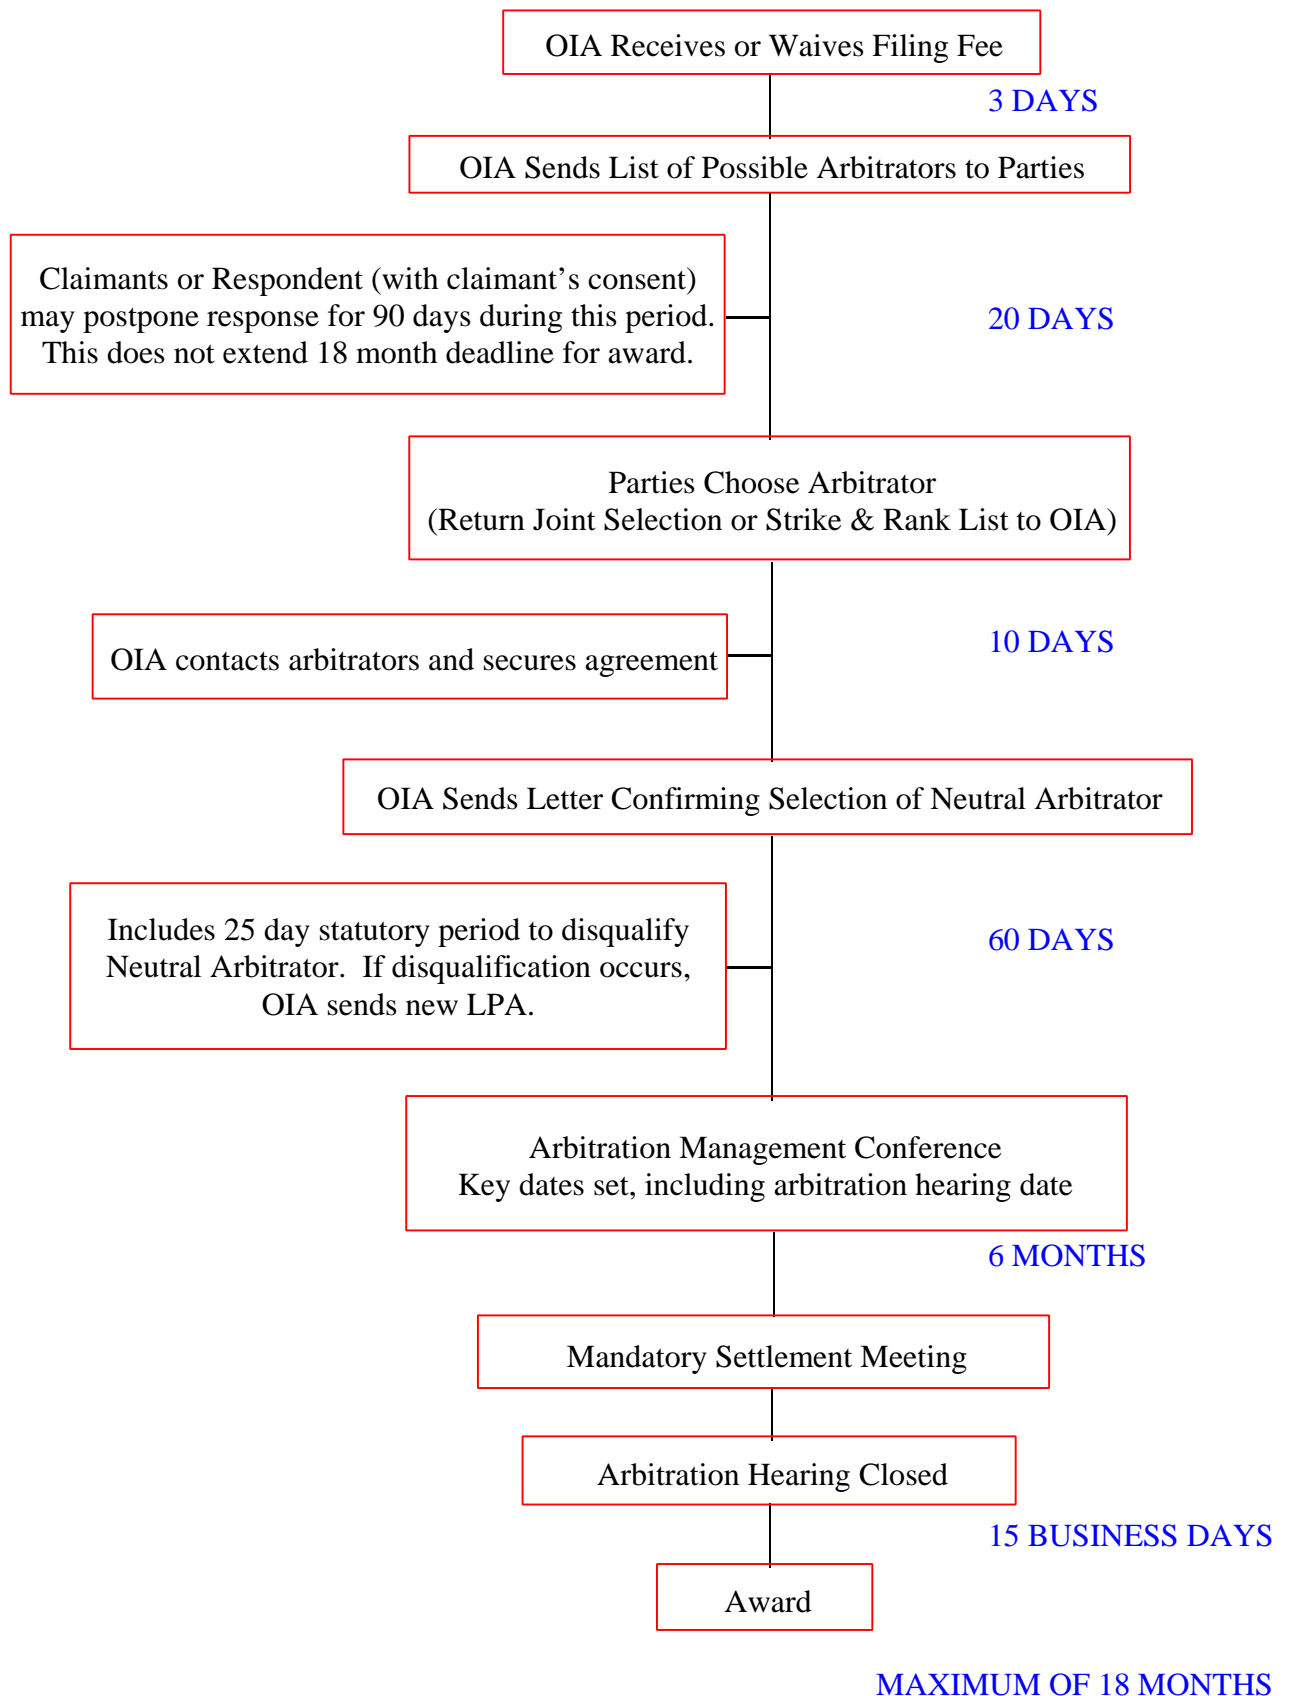 OIA Receives or Waives Filing Fee
3 DAYS
OIA Sends List of Possible Arbitrators to Parties
Claimants or Respondent (with claimant’s consent)
may postpone response for 90 days during this period.
This does not extend 18 month deadline for award.
20 DAYS
Parties Choose Arbitrator
(Return Joint Selection or Strike & Rank List to OIA)
10 DAYS
OIA contacts arbitrators and secures agreement
OIA Sends Letter Confirming Selection of Neutral Arbitrator
Includes 25 day statutory period to disqualify
Neutral Arbitrator.  If disqualification occurs,
OIA sends new LPA.
60 DAYS
Arbitration Management Conference
Key dates set, including arbitration hearing date
6 MONTHS
Mandatory Settlement Meeting
Arbitration Hearing Closed
15 BUSINESS DAYS
Award
MAXIMUM OF 18 MONTHS